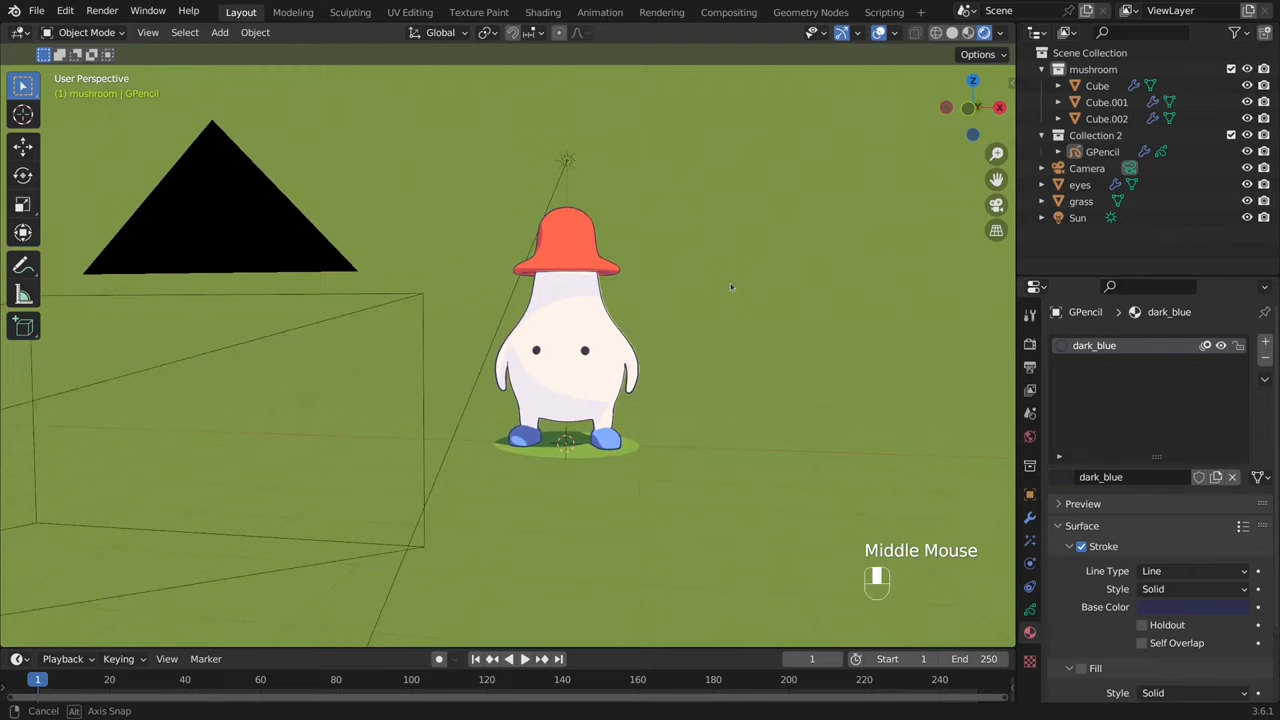 File Edit Render Window Help Layout Modeling Sculpting UV Editing Texture Paint Shading Animation Rendering Compositing Geometry Nodes Scripting Scene ViewLayer
Object Mode View Select Add Object Global
Options
User Perspective
(1) mushroom | GPencil
Z
Y
X
Scene Collection
mushroom
Cube
Cube.001
Cube.002
Collection 2
GPencil
Camera
eyes
grass
Sun
GPencil > dark_blue
dark_blue
dark_blue
Preview
Surface
Stroke
Line Type Line
Style Solid
Base Color
Holdout
Self Overlap
Fill
Style Solid
Middle Mouse
Playback Keying View Marker 1 Start 1 End 250
1 20 40 60 80 100 120 140 160 180 200 220 240
Cancel Alt Axis Snap 3.6.1